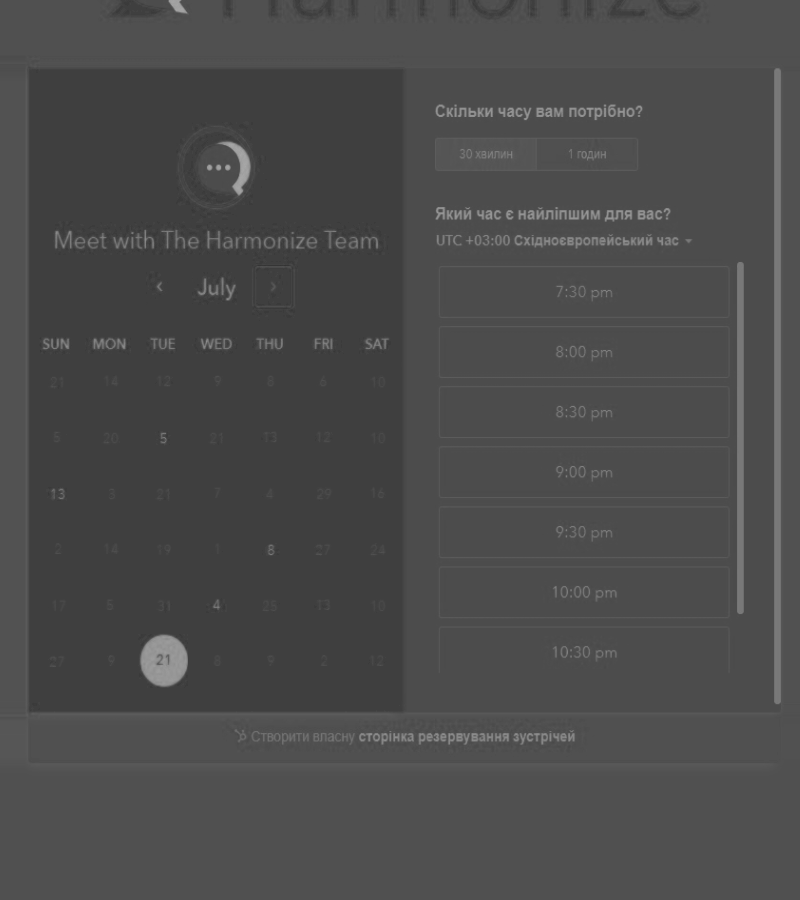 Harmonize
Meet with The Harmonize Team
July
SUN MON TUE WED THU FRI SAT
21 14 12 9 8 6 10
5 20 5 21 13 12 10
13 3 21 7 4 29 16
2 14 19 1 8 27 24
17 5 31 4 25 13 10
27 9 21 8 9 2 12
Скільки часу вам потрібно?
30 хвилин 1 годин
Який час є найліпшим для вас?
UTC +03:00 Східноєвропейський час
7:30 pm
8:00 pm
8:30 pm
9:00 pm
9:30 pm
10:00 pm
10:30 pm
Створити власну сторінка резервування зустрічей